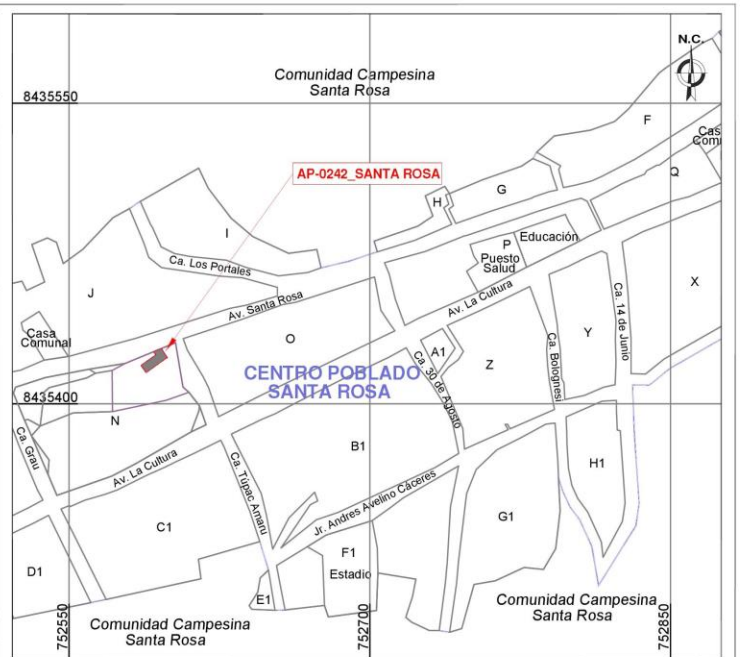 N.C.
Comunidad Campesina
Santa Rosa
8435550
F
Cas
Com
Q
AP-0242_SANTA ROSA
G
H
I
P
Puesto
Salud
Educación
Ca. Los Portales
X
J
Av. Santa Rosa
Av. La Cultura
Ca. 14 de Junio
Casa
Comunal
O
Y
Ca. Bolognesi
A1
Z
Ca. 30 de Agosto
CENTRO POBLADO
SANTA ROSA
8435400
N
Ca. Grau
B1
Av. La Cultura
Ca. Túpac Amaru
H1
Jr. Andres Avelino Cáceres
C1
G1
F1
Estadio
D1
E1
Comunidad Campesina
Santa Rosa
Comunidad Campesina
Santa Rosa
752550
752700
752850